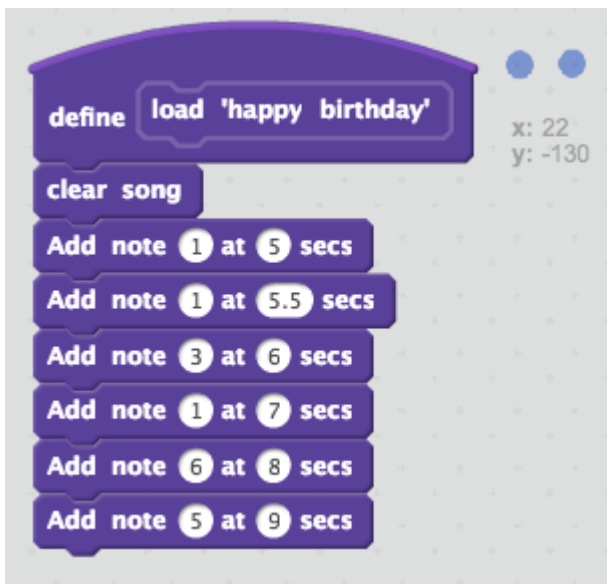 define load 'happy birthday'
x: 22
y: -130
clear song
Add note 1 at 5 secs
Add note 1 at 5.5 secs
Add note 3 at 6 secs
Add note 1 at 7 secs
Add note 6 at 8 secs
Add note 5 at 9 secs